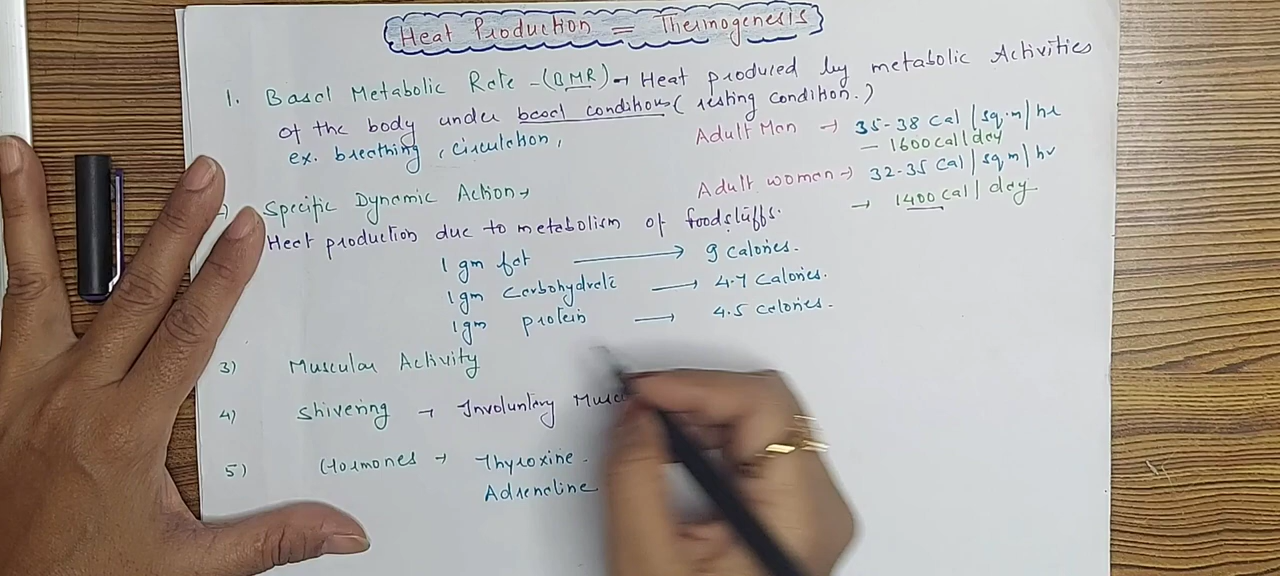 Heat Production = Thermogenesis
1. Basal Metabolic Rate - (BMR) → Heat produced by metabolic Activities
of the body under basal conditions ( resting condition. )
ex. breathing, circulation,
Adult Man → 35-38 Cal / sq.m / hr
- 1600 cal / day
Adult woman → 32-35 Cal / sq.m / hr
→ 1400 cal / day
) Specific Dynamic Action →
Heat production due to metabolism of foodstuffs.
1 gm fat → 9 calories.
1 gm Carbohydrate → 4.7 Calories.
1 gm protein → 4.5 calories.
3) Muscular Activity
4) Shivering → Involuntary
5) Hormones → Thyroxine.
Adrenaline